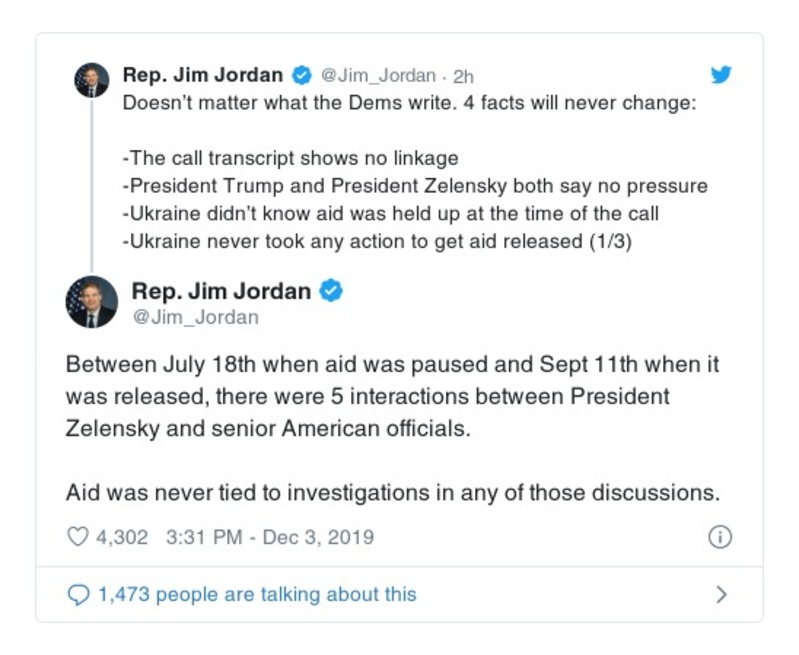 Rep. Jim Jordan @Jim_Jordan · 2h
Doesn't matter what the Dems write. 4 facts will never change:
-The call transcript shows no linkage
-President Trump and President Zelensky both say no pressure
-Ukraine didn't know aid was held up at the time of the call
-Ukraine never took any action to get aid released (1/3)
Rep. Jim Jordan
@Jim_Jordan
Between July 18th when aid was paused and Sept 11th when it
was released, there were 5 interactions between President
Zelensky and senior American officials.
Aid was never tied to investigations in any of those discussions.
4,302 3:31 PM - Dec 3, 2019
1,473 people are talking about this